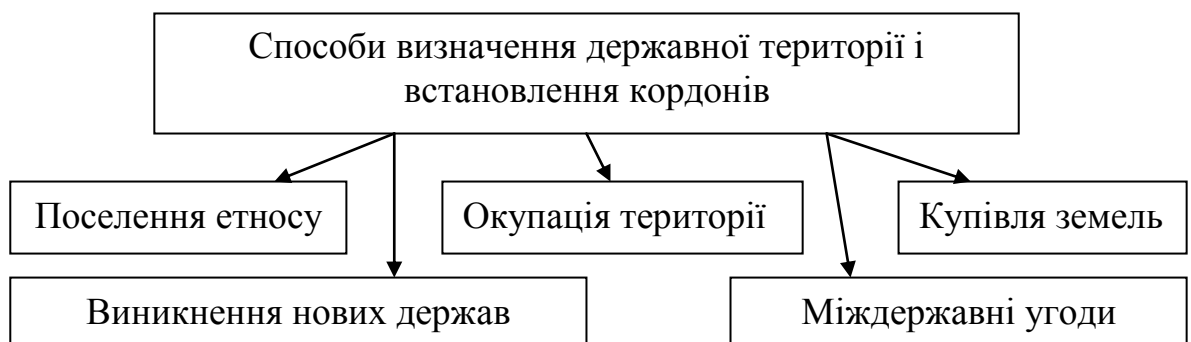 Способи визначення державної території і
встановлення кордонів
Поселення етносу
Окупація території
Купівля земель
Виникнення нових держав
Міждержавні угоди